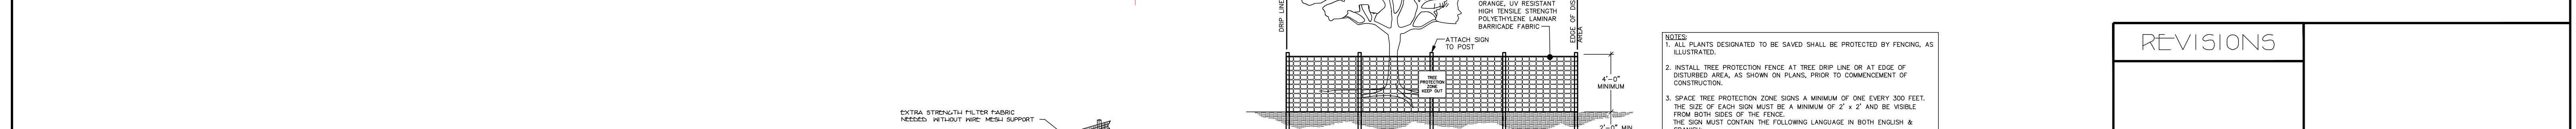 EXTRA STRENGTH FILTER FABRIC
NEEDED WITHOUT WIRE MESH SUPPORT
DRIP LINE
ORANGE, UV RESISTANT
HIGH TENSILE STRENGTH
POLYETHYLENE LAMINAR
BARRICADE FABRIC
EDGE OF DIS
AREA
ATTACH SIGN
TO POST
TREE
PROTECTION
ZONE
KEEP OUT
4'-0"
MINIMUM
2'-0" MIN
NOTES:
1. ALL PLANTS DESIGNATED TO BE SAVED SHALL BE PROTECTED BY FENCING, AS
ILLUSTRATED.
2. INSTALL TREE PROTECTION FENCE AT TREE DRIP LINE OR AT EDGE OF
DISTURBED AREA, AS SHOWN ON PLANS, PRIOR TO COMMENCEMENT OF
CONSTRUCTION.
3. SPACE TREE PROTECTION ZONE SIGNS A MINIMUM OF ONE EVERY 300 FEET.
THE SIZE OF EACH SIGN MUST BE A MINIMUM OF 2' x 2' AND BE VISIBLE
FROM BOTH SIDES OF THE FENCE.
THE SIGN MUST CONTAIN THE FOLLOWING LANGUAGE IN BOTH ENGLISH &
REVISIONS